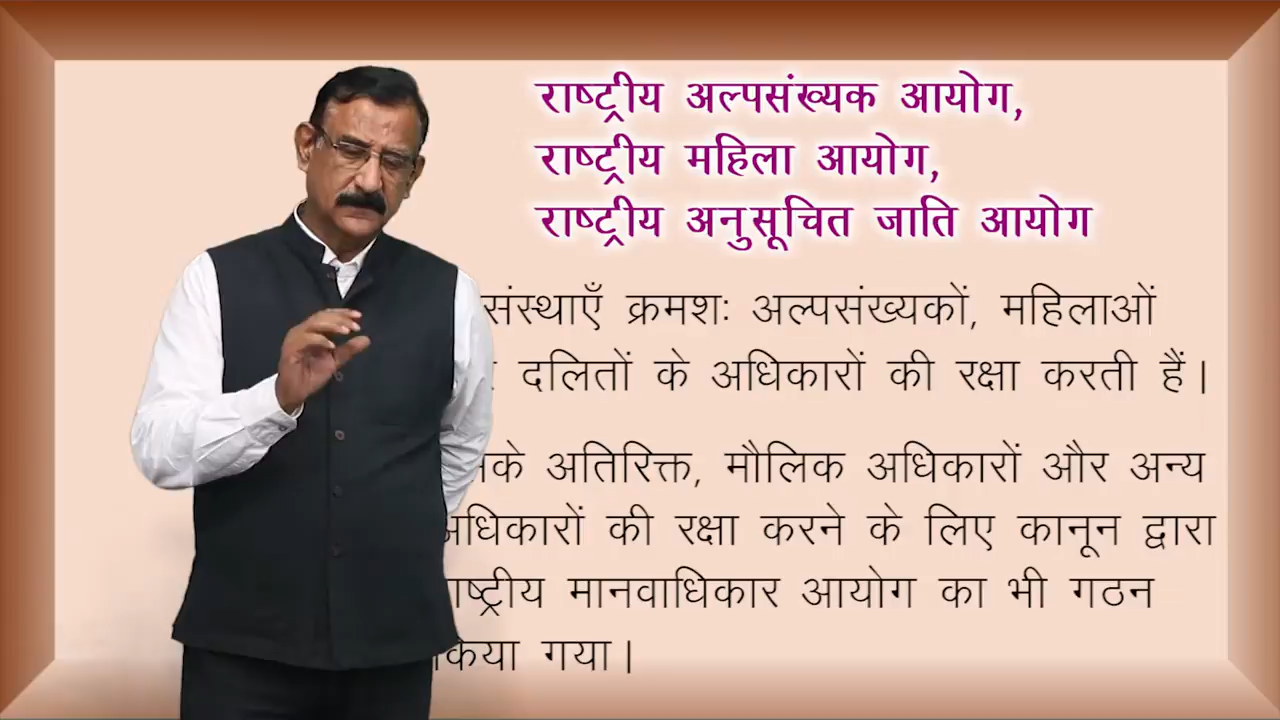 राष्ट्रीय अल्पसंख्यक आयोग,
राष्ट्रीय महिला आयोग,
राष्ट्रीय अनुसूचित जाति आयोग
संस्थाएँ क्रमशः अल्पसंख्यकों, महिलाओं
दलितों के अधिकारों की रक्षा करती हैं।
अतिरिक्त, मौलिक अधिकारों और अन्य
अधिकारों की रक्षा करने के लिए कानून द्वारा
राष्ट्रीय मानवाधिकार आयोग का भी गठन
किया गया।